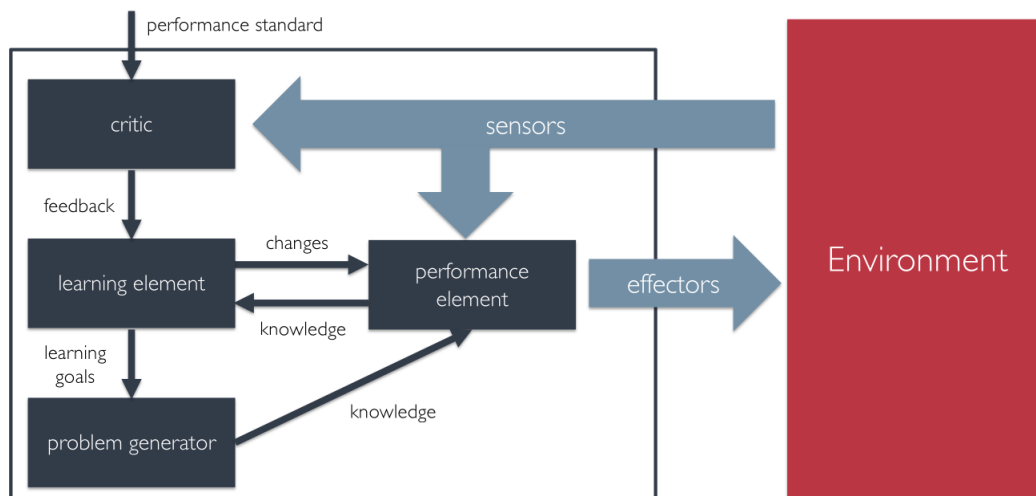 performance standard
critic
sensors
feedback
changes
learning element
performance
element
effectors
Environment
knowledge
learning
goals
knowledge
problem generator